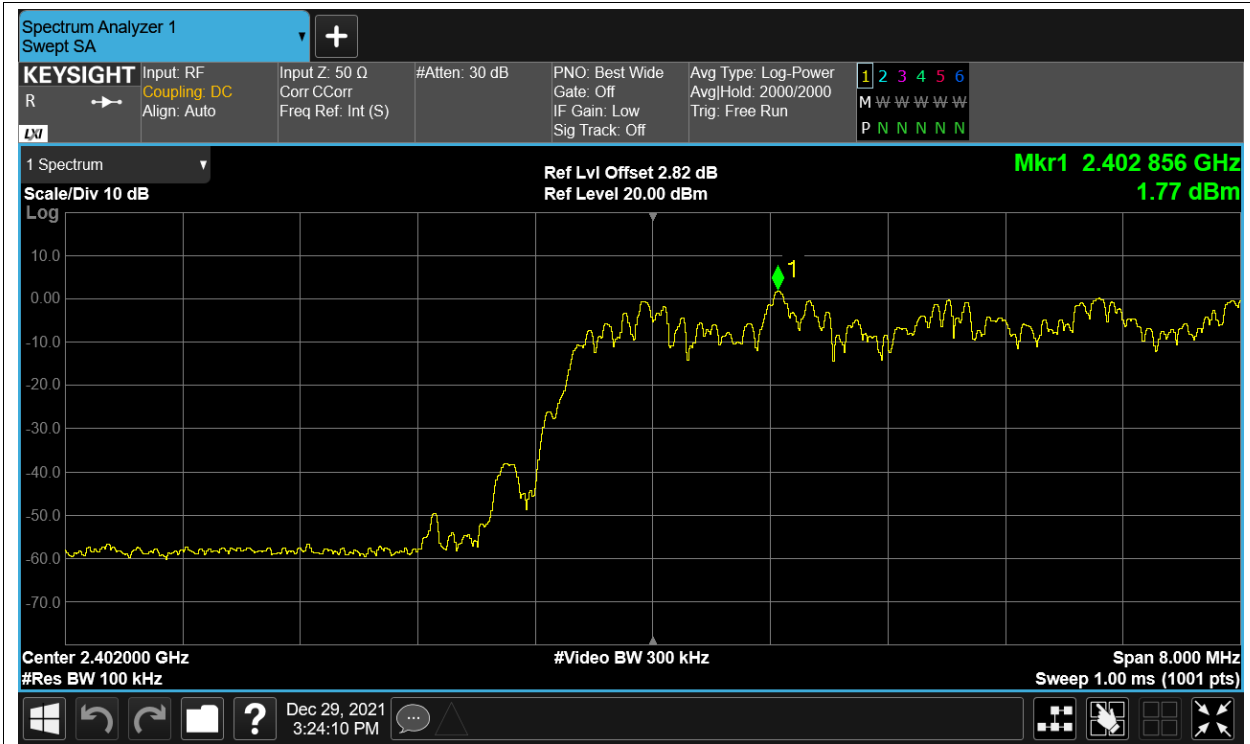 Spectrum Analyzer 1
Swept SA
+
KEYSIGHT
R
LXI
Input: RF
Coupling: DC
Align: Auto
Input Z: 50 Ω
Corr CCorr
Freq Ref: Int (S)
#Atten: 30 dB
PNO: Best Wide
Gate: Off
IF Gain: Low
Sig Track: Off
Avg Type: Log-Power
Avg|Hold: 2000/2000
Trig: Free Run
1 2 3 4 5 6
M W W W W W
P N N N N N
1 Spectrum
Scale/Div 10 dB
Ref Lvl Offset 2.82 dB
Ref Level 20.00 dBm
Mkr1 2.402 856 GHz
1.77 dBm
Log
10.0
0.00
-10.0
-20.0
-30.0
-40.0
-50.0
-60.0
-70.0
1
Center 2.402000 GHz
#Res BW 100 kHz
#Video BW 300 kHz
Span 8.000 MHz
Sweep 1.00 ms (1001 pts)
?
Dec 29, 2021
3:24:10 PM